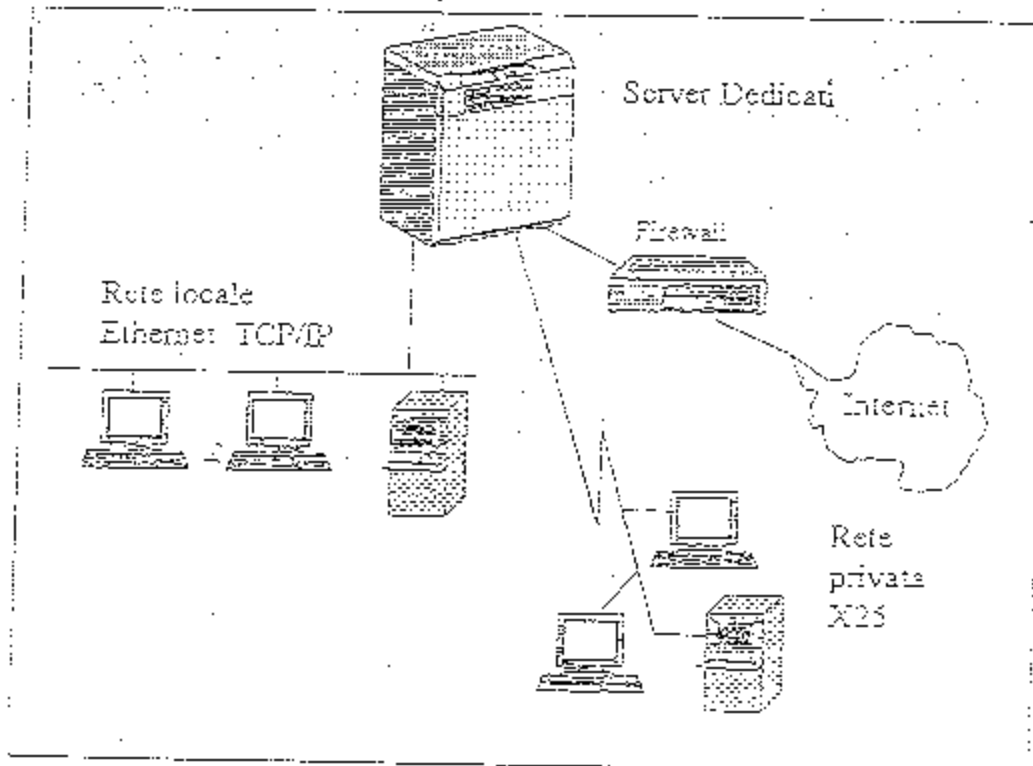 Server Dedicati
Firewall
Rete locale
Ethernet TCP/IP
Internet
Rete
privata
X25